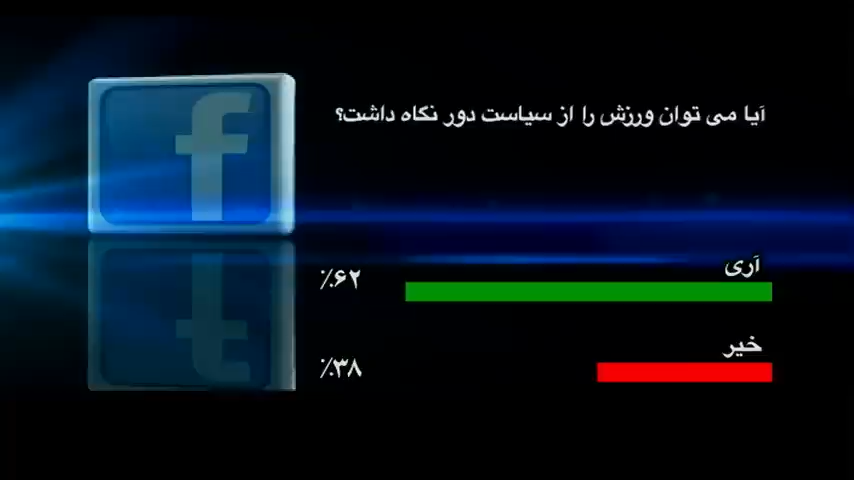 f
آیا می توان ورزش را از سیاست دور نگاه داشت؟
آری
٪۶۲
خیر
٪۳۸